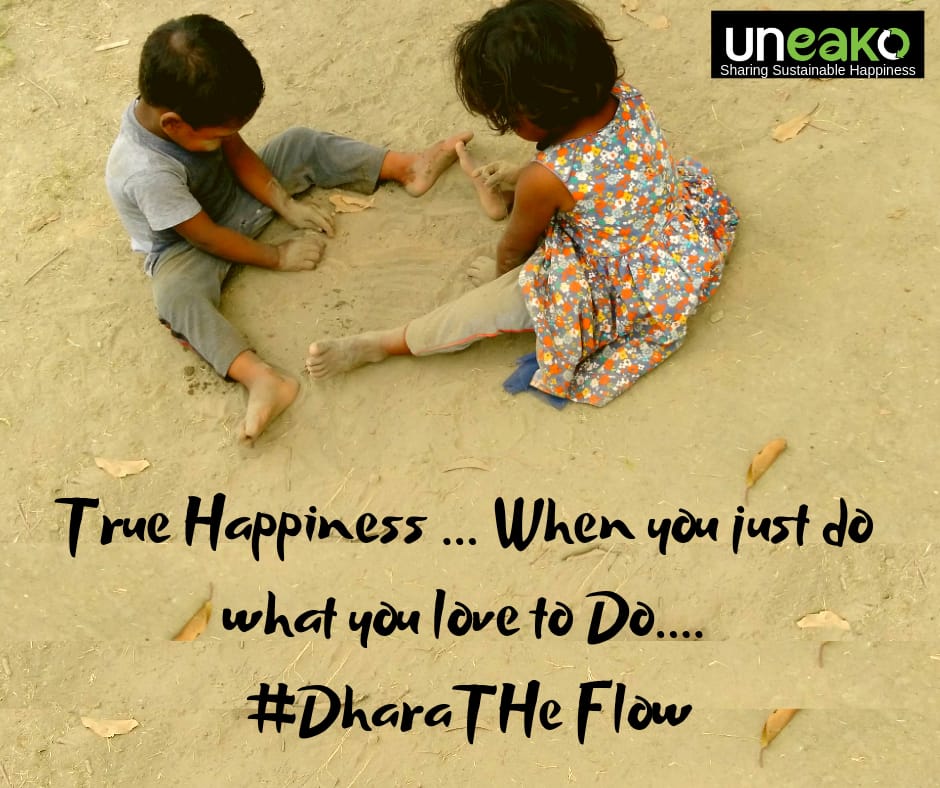 uneako
Sharing Sustainable Happiness
True Happiness ... When you just do
what you love to Do....
#DharaTHe Flow